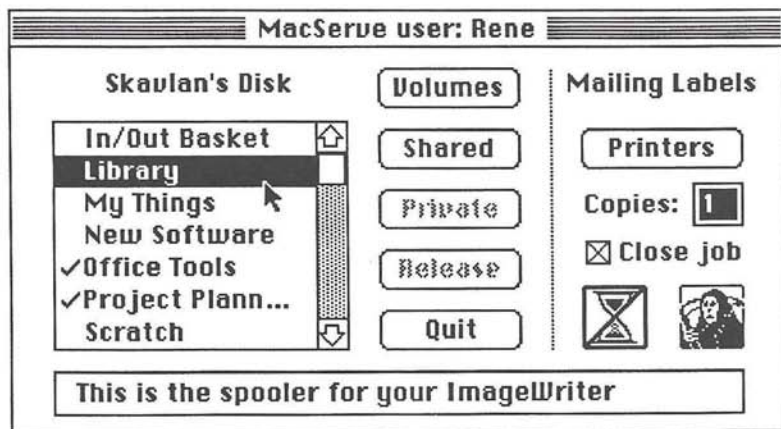 MacServe user: Rene
Skavlan's Disk
In/Out Basket
Library
My Things
New Software
✓Office Tools
✓Project Plann...
Scratch
Volumes
Shared
Private
Release
Quit
Mailing Labels
Printers
Copies: 1
Close job
This is the spooler for your ImageWriter